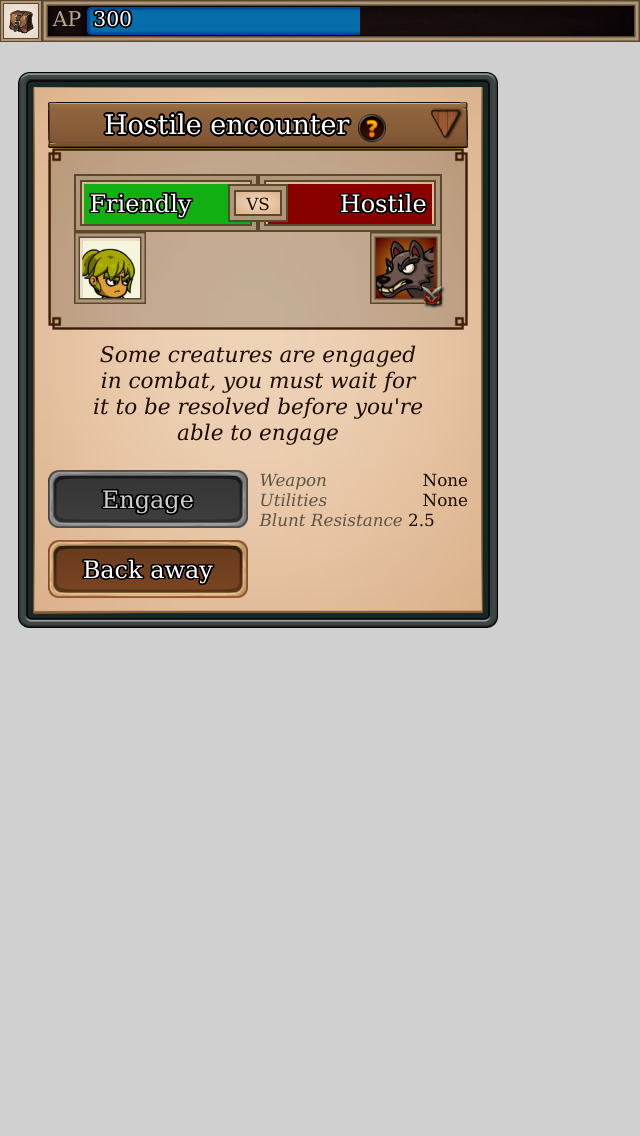 AP 300
Hostile encounter ?
Friendly VS Hostile
Some creatures are engaged
in combat, you must wait for
it to be resolved before you're
able to engage
Engage
Weapon None
Utilities None
Blunt Resistance 2.5
Back away